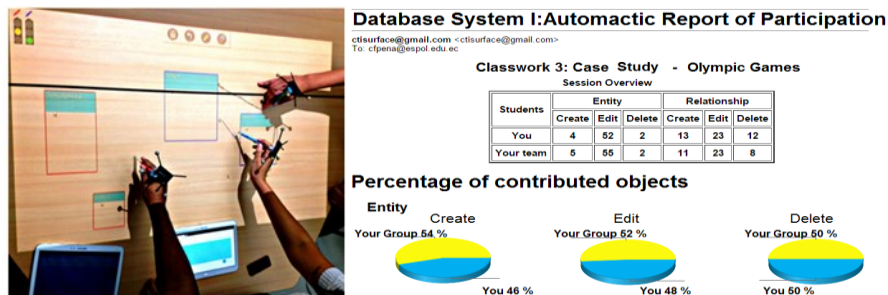 Database System I:Automactic Report of Participation
ctisurface@gmail.com <ctisurface@gmail.com>
To: cfpena@espol.edu.ec
Classwork 3: Case Study - Olympic Games
Session Overview
Students Entity Relationship
Create Edit Delete Create Edit Delete
You 4 52 2 13 23 12
Your team 5 55 2 11 23 8
Percentage of contributed objects
Entity
Create Edit Delete
Your Group 54 % Your Group 52 % Your Group 50 %
You 46 % You 48 % You 50 %